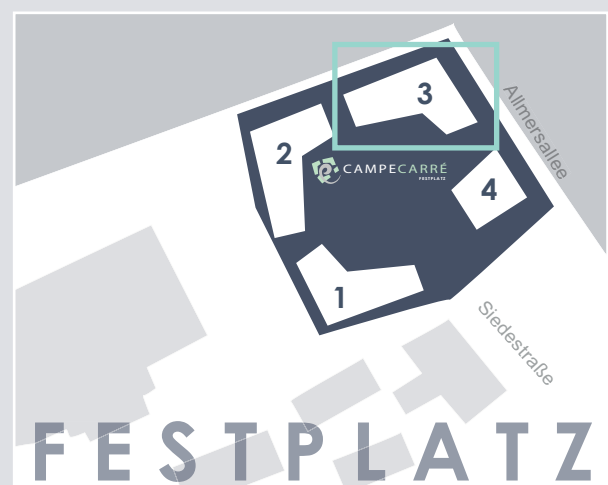 3
Allmersallee
2
CAMPECARRÉ
FESTPLATZ
4
1
Siedestraße
FESTPLATZ